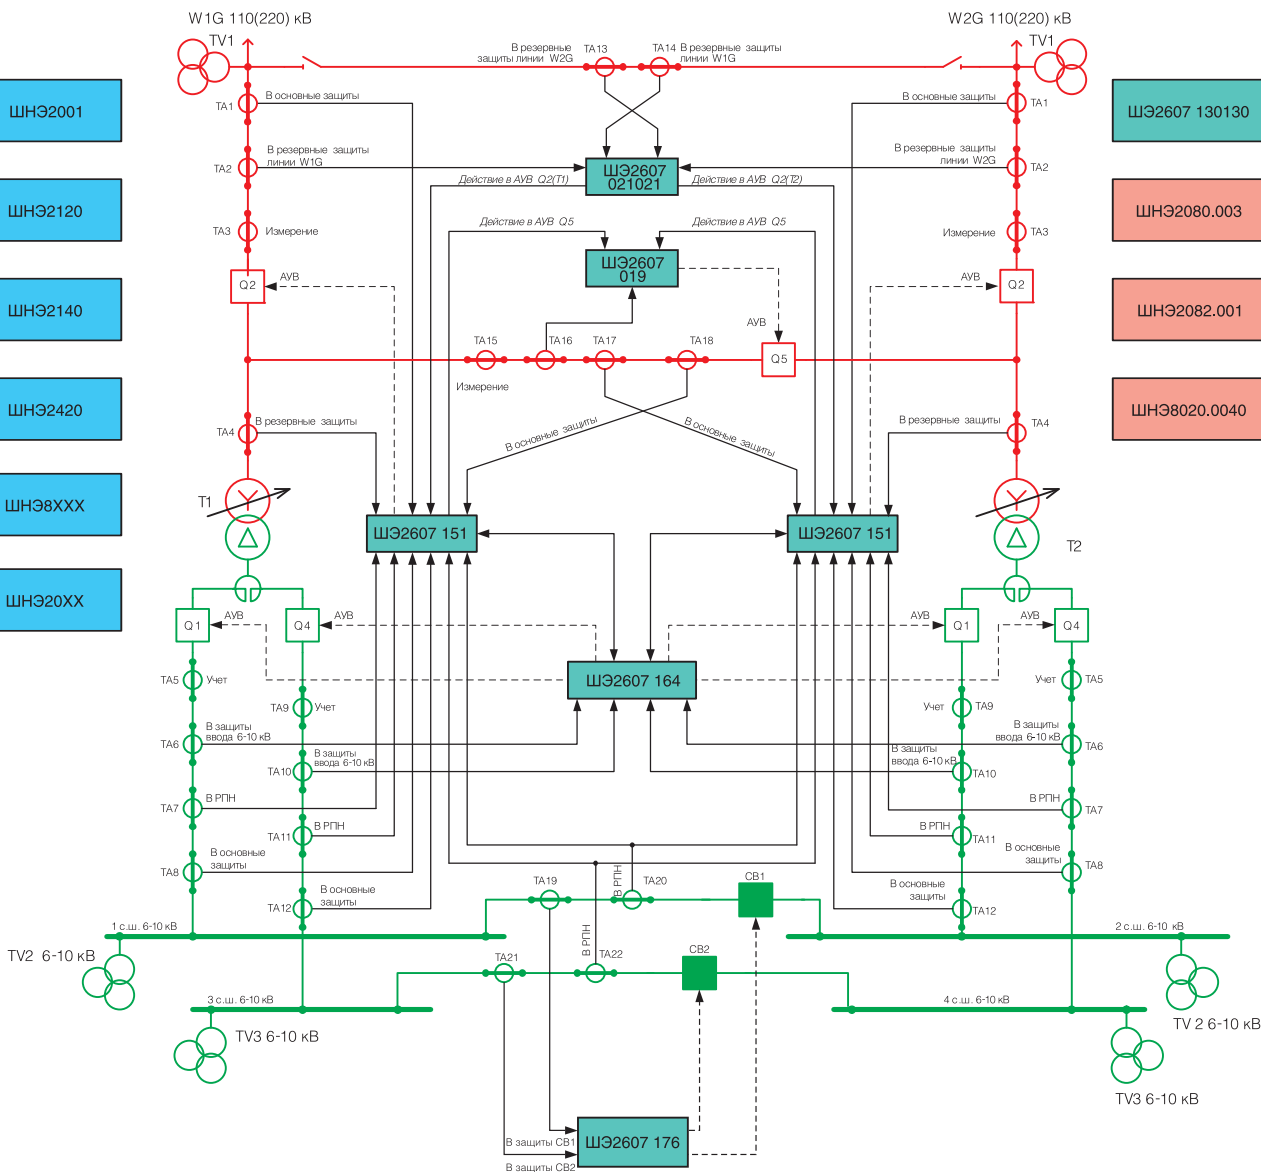 W1G 110(220) кВ
W2G 110(220) кВ
TV1
TV1
В резервные
защиты линии W2G
TA13
TA14
В резервные защиты
линии W1G
ШНЭ2001
ШЭ2607 130130
TA1
В основные защиты
В основные защиты
TA1
TA2
В резервные защиты
линии W1G
ШЭ2607
021021
В резервные защиты
линии W2G
TA2
Действие в АУВ Q2(T1)
Действие в АУВ Q2(T2)
ШНЭ2120
ШНЭ2080.003
TA3
Измерение
Действие в АУВ Q5
Действие в АУВ Q5
Измерение
TA3
ШЭ2607
019
Q2
АУВ
АУВ
Q2
ШНЭ2140
ШНЭ2082.001
АУВ
TA15
TA16
TA17
TA18
Q5
Измерение
ШНЭ2420
ШНЭ8020.0040
TA4
В резервные защиты
В основные защиты
В основные защиты
В резервные защиты
TA4
ШНЭ8XXX
T1
ШЭ2607 151
ШЭ2607 151
T2
ШНЭ20XX
Q1
АУВ
Q4
АУВ
АУВ
Q1
АУВ
Q4
TA5
Учет
ШЭ2607 164
Учет
TA5
TA9
Учет
Учет
TA9
TA6
В защиты
ввода 6-10 кВ
В защиты
ввода 6-10 кВ
TA6
TA10
В защиты
ввода 6-10 кВ
В защиты
ввода 6-10 кВ
TA10
TA7
В РПН
В РПН
TA7
TA11
В РПН
В РПН
TA11
TA8
В основные
защиты
В основные
защиты
TA8
TA12
В основные
защиты
В основные
защиты
TA12
TA19
В РПН
TA20
СВ1
1 с.ш. 6-10 кВ
2 с.ш. 6-10 кВ
TV2 6-10 кВ
TA21
В РПН
TA22
СВ2
3 с.ш. 6-10 кВ
4 с.ш. 6-10 кВ
TV 2 6-10 кВ
TV3 6-10 кВ
TV3 6-10 кВ
В защиты СВ1
ШЭ2607 176
В защиты СВ2